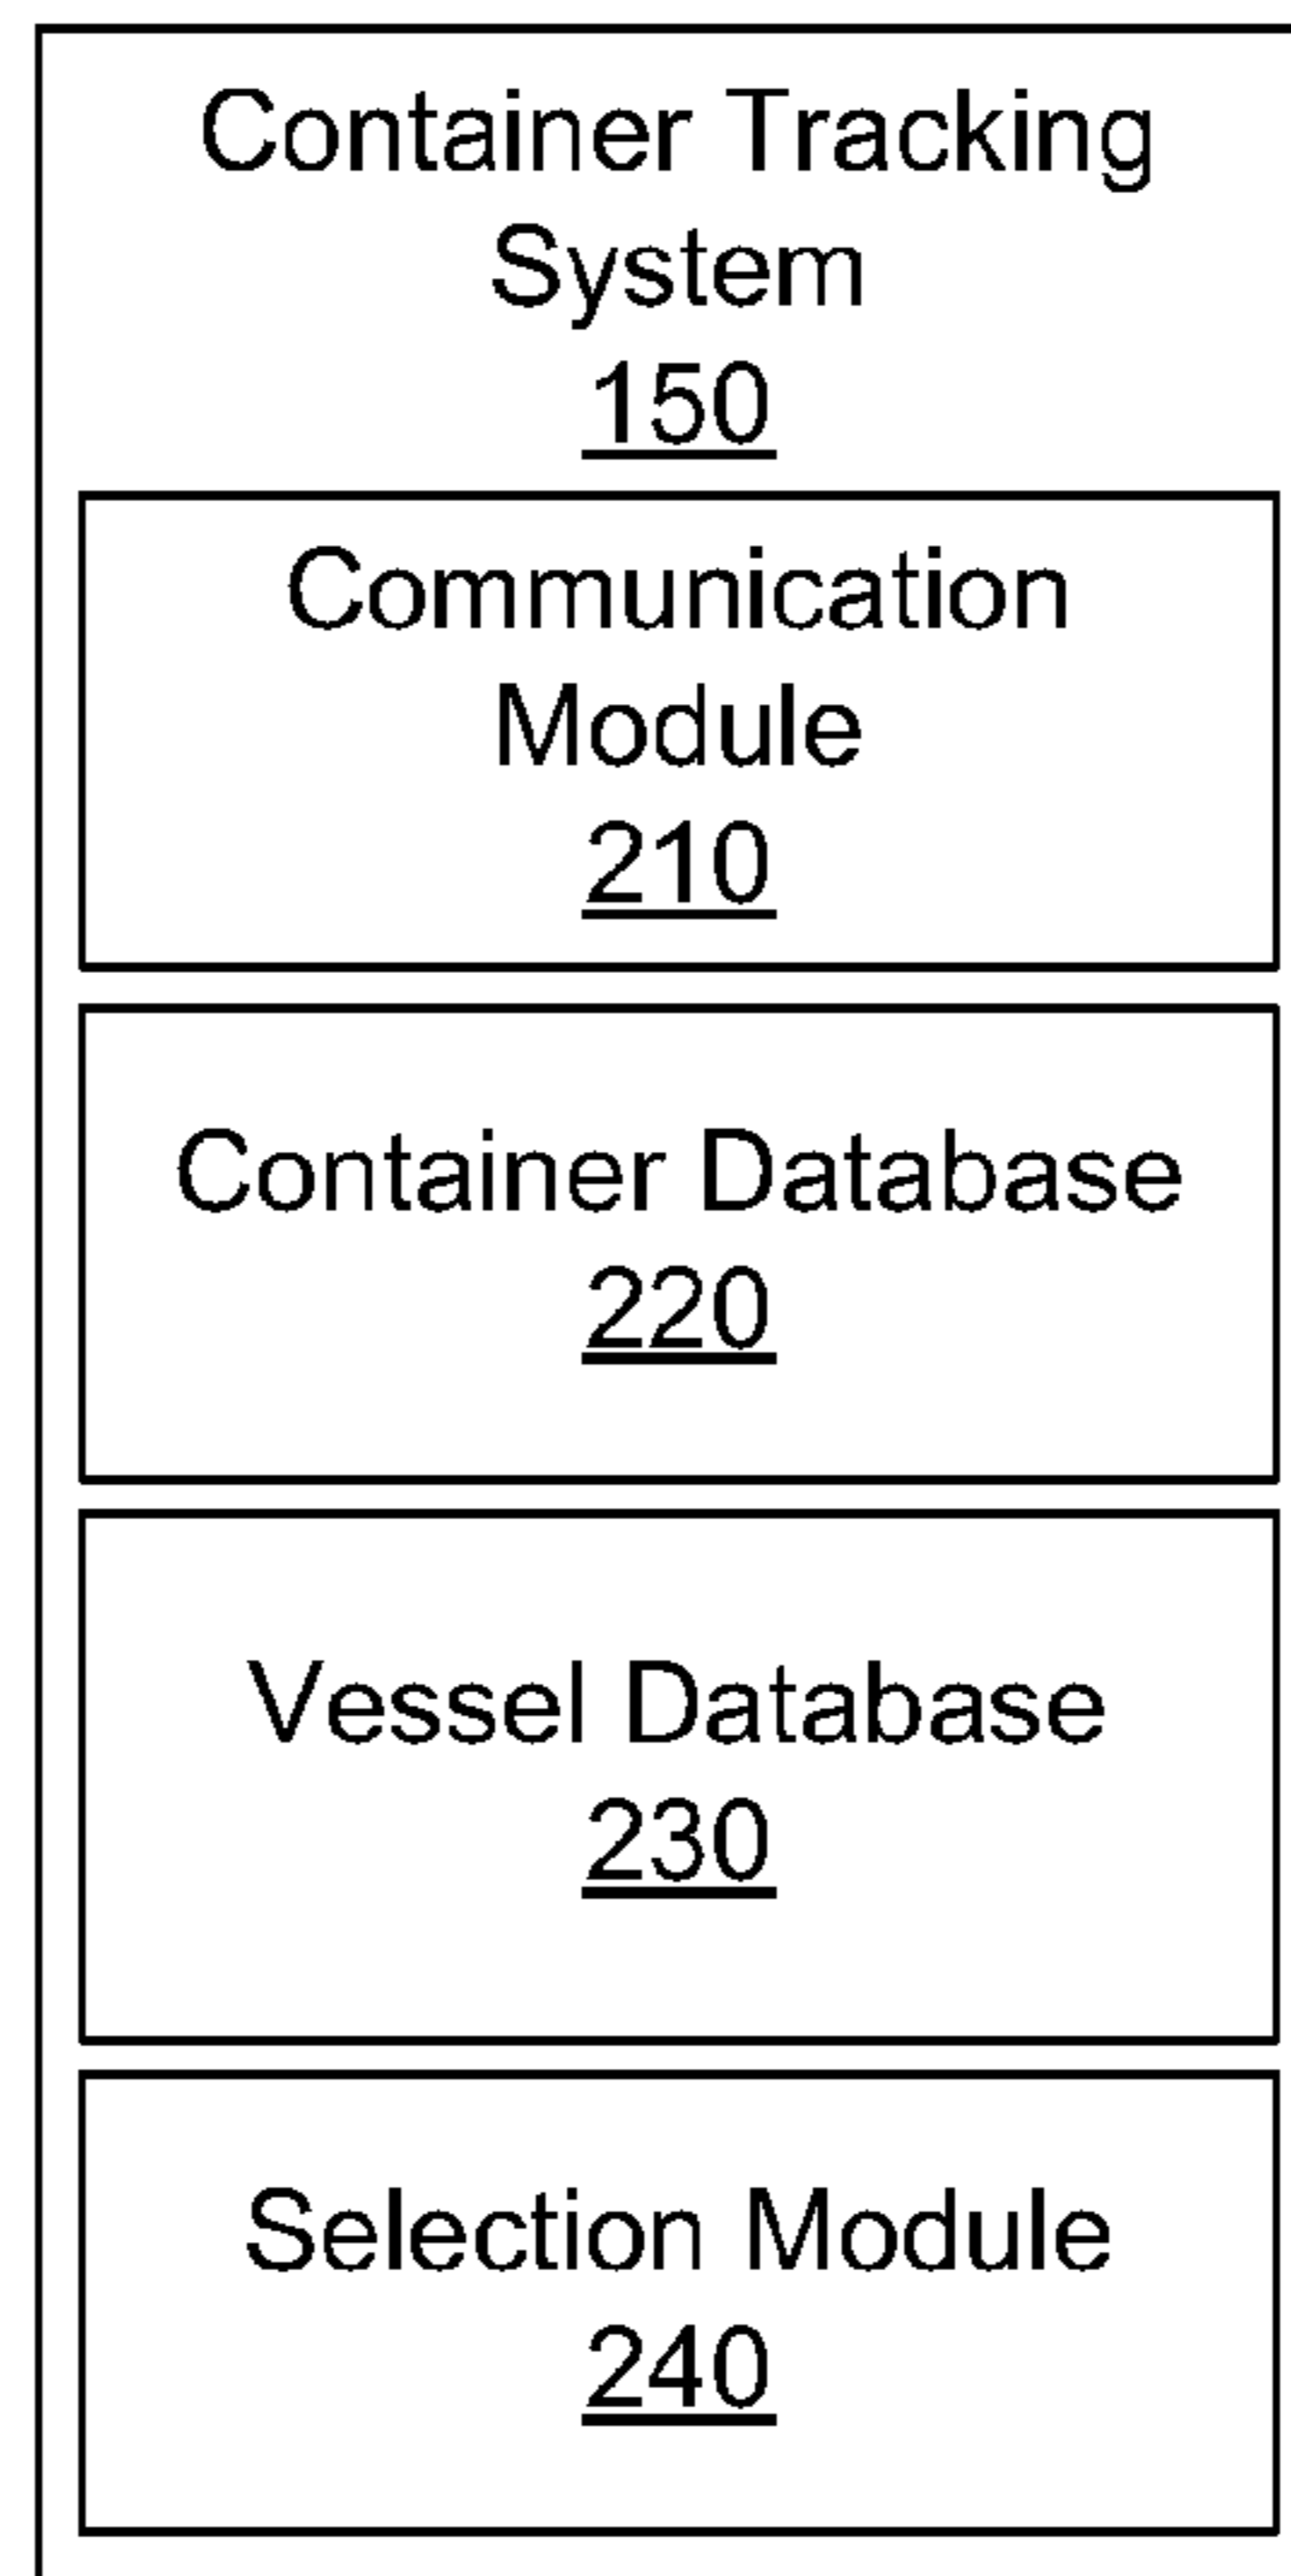 Container Tracking
System
150
Communication
Module
210
Container Database
220
Vessel Database
230
Selection Module
240